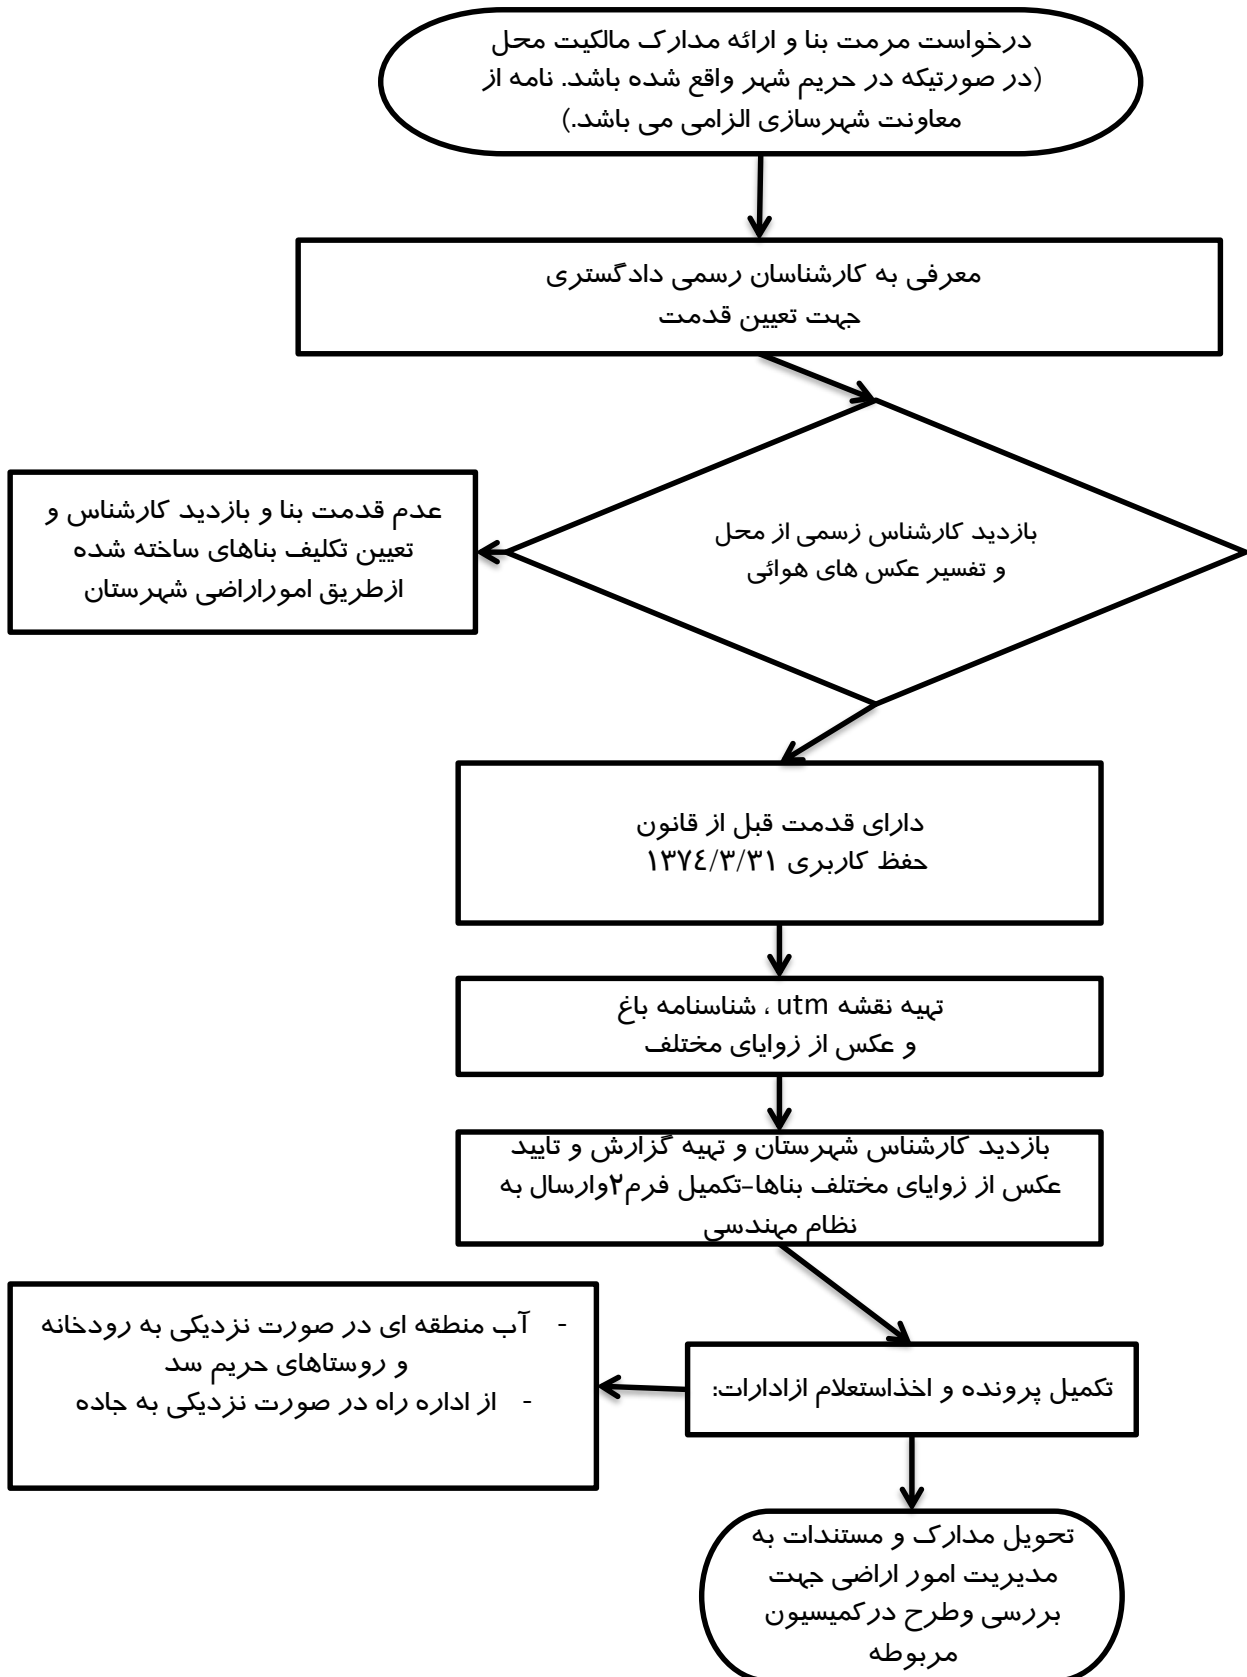 درخواست مرمت بنا و ارائه مدارک مالکیت محل
(در صورتیکه در حریم شهر واقع شده باشد. نامه از
معاونت شهرسازی الزامی می باشد.)
معرفی به کارشناسان رسمی دادگستری
جهت تعیین قدمت
بازدید کارشناس زسمی از محل
و تفسیر عکس های هوائی
عدم قدمت بنا و بازدید کارشناس و
تعیین تکلیف بناهای ساخته شده
ازطریق اموراراضی شهرستان
دارای قدمت قبل از قانون
حفظ کاربری ۱۳۷٤/۳/۳۱
تهیه نقشه utm ، شناسنامه باغ
و عکس از زوایای مختلف
بازدید کارشناس شهرستان و تهیه گزارش و تایید
عکس از زوایای مختلف بناها-تکمیل فرم۲وارسال به
نظام مهندسی
تکمیل پرونده و اخذاستعلام ازادارات:
- آب منطقه ای در صورت نزدیکی به رودخانه
و روستاهای حریم سد
- از اداره راه در صورت نزدیکی به جاده
تحویل مدارک و مستندات به
مدیریت امور اراضی جهت
بررسی وطرح درکمیسیون
مربوطه